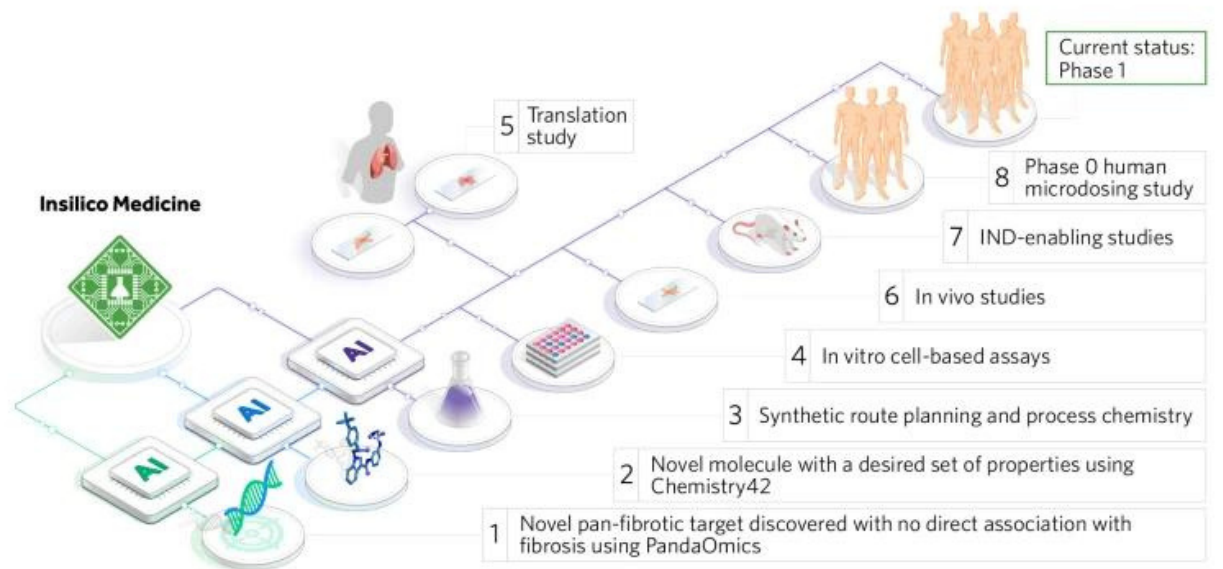 Current status:
Phase 1
5 Translation
study
8 Phase 0 human
microdosing study
Insilico Medicine
7 IND-enabling studies
6 In vivo studies
AI
4 In vitro cell-based assays
AI
3 Synthetic route planning and process chemistry
AI
2 Novel molecule with a desired set of properties using
Chemistry42
1 Novel pan-fibrotic target discovered with no direct association with
fibrosis using PandaOmics